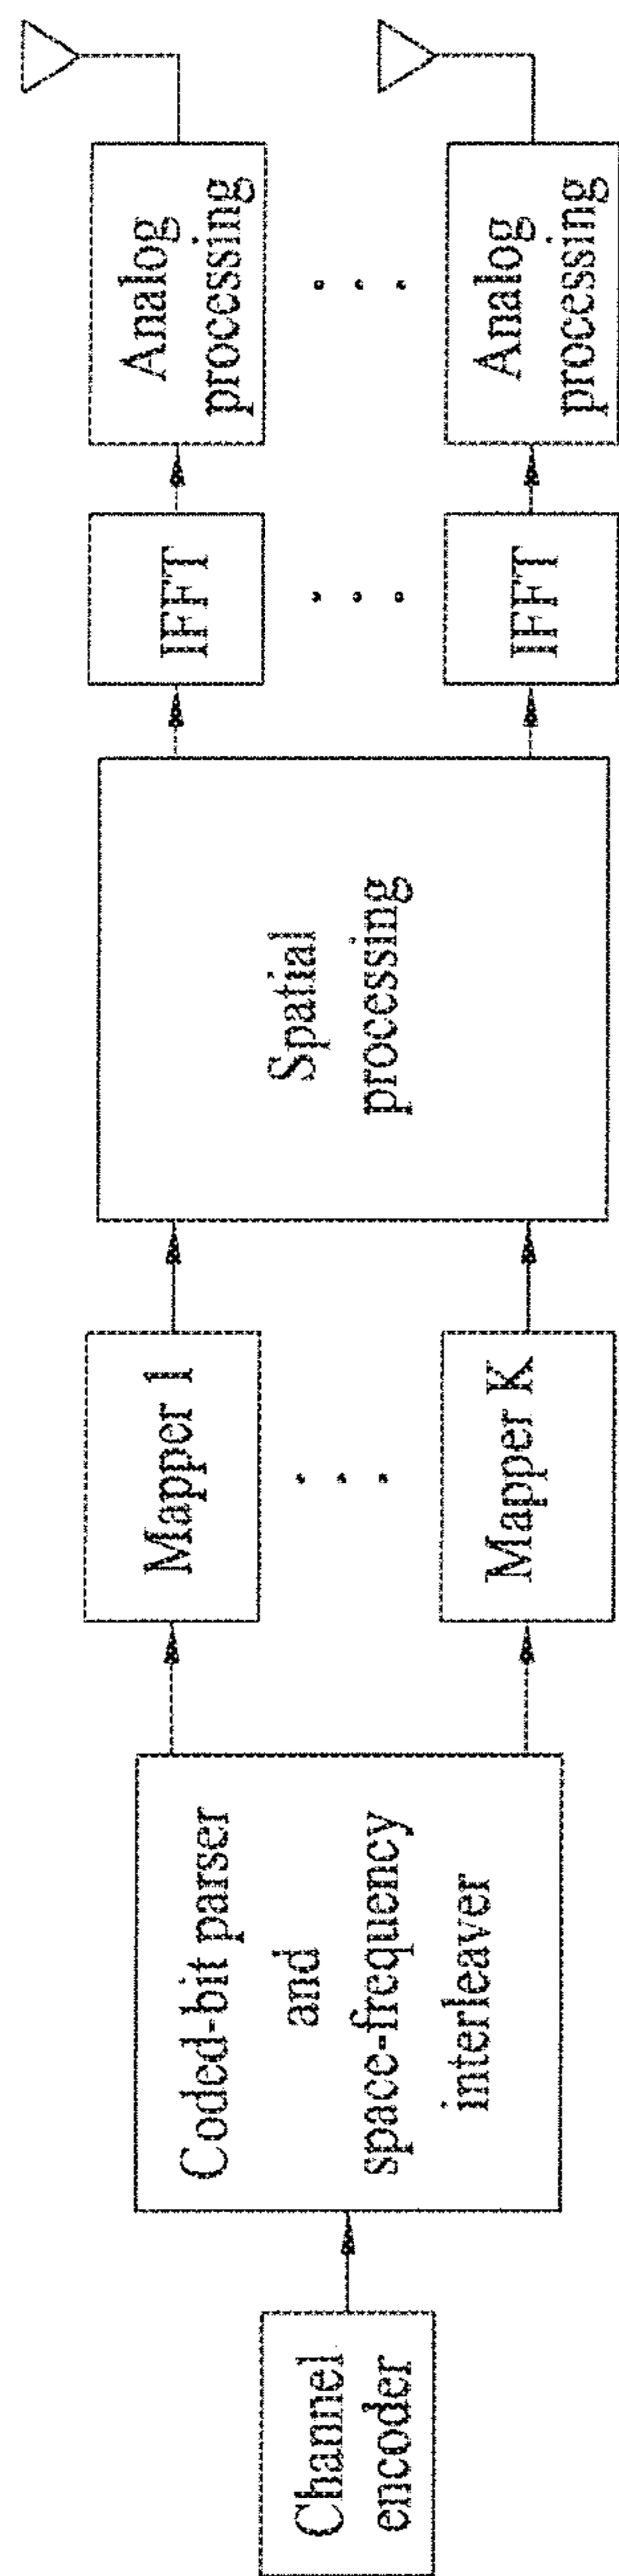 Channel
encoder
Coded-bit parser
and
space-frequency
interleaver
Mapper 1
Mapper K
Spatial
processing
IFFT
IFFT
Analog
processing
Analog
processing